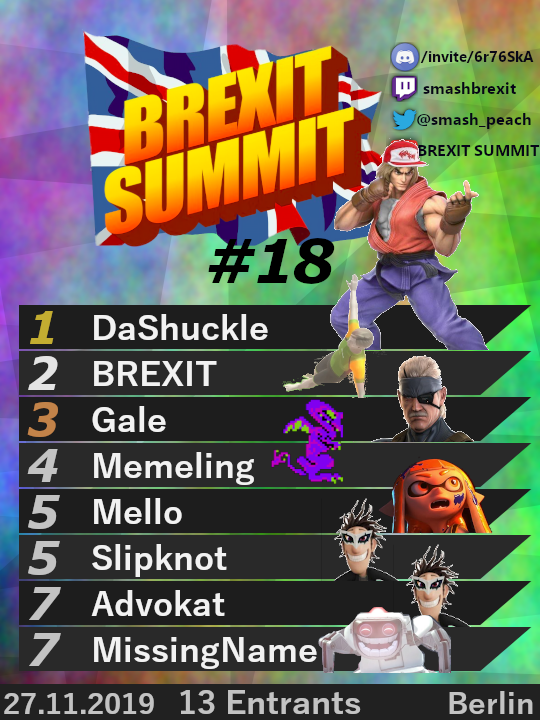 BREXIT
SUMMIT
#18
/invite/6r76SkA
smashbrexit
@smash_peach
BREXIT SUMMIT
1 DaShuckle
2 BREXIT
3 Gale
4 Memeling
5 Mello
5 Slipknot
7 Advokat
7 MissingName
27.11.2019 13 Entrants Berlin